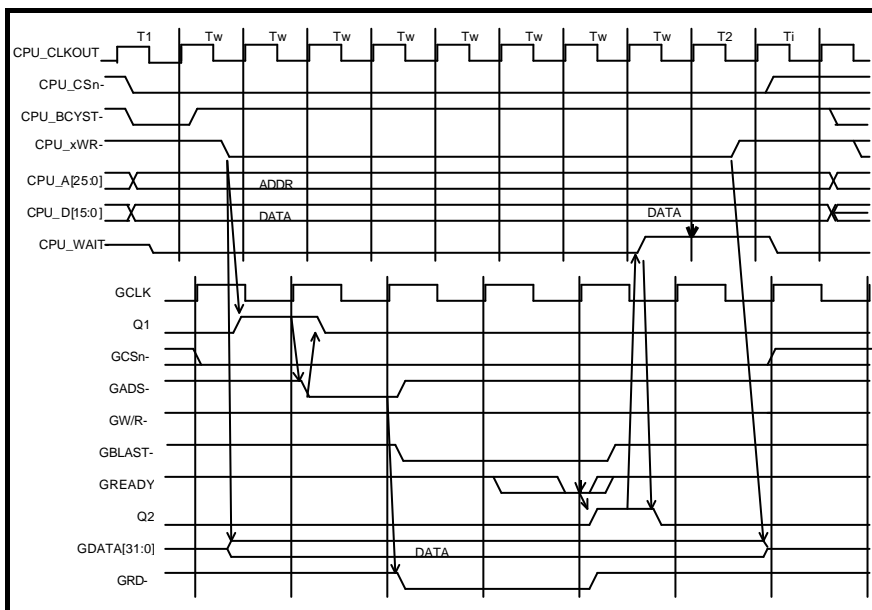 T1 Tw Tw Tw Tw Tw Tw Tw Tw T2 Ti
CPU_CLKOUT
CPU_CSn-
CPU_BCYST-
CPU_xWR-
CPU_A[25:0] ADDR
CPU_D[15:0] DATA DATA
CPU_WAIT
GCLK
Q1
GCSn-
GADS-
GW/R-
GBLAST-
GREADY
Q2
GDATA[31:0] DATA
GRD-